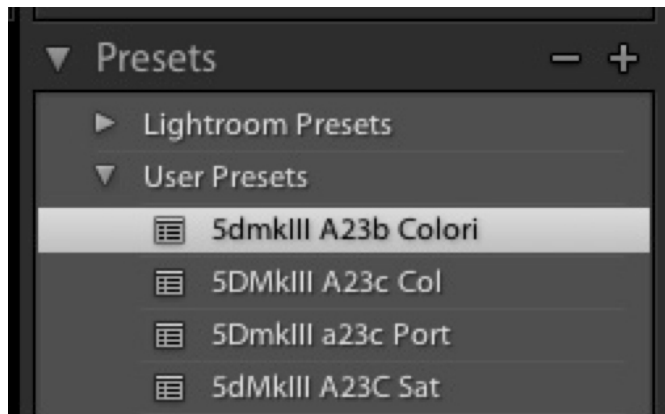 Presets
Lightroom Presets
User Presets
5dmkIII A23b Colori
5DMkIII A23c Col
5DmkIII a23c Port
5dMkIII A23C Sat